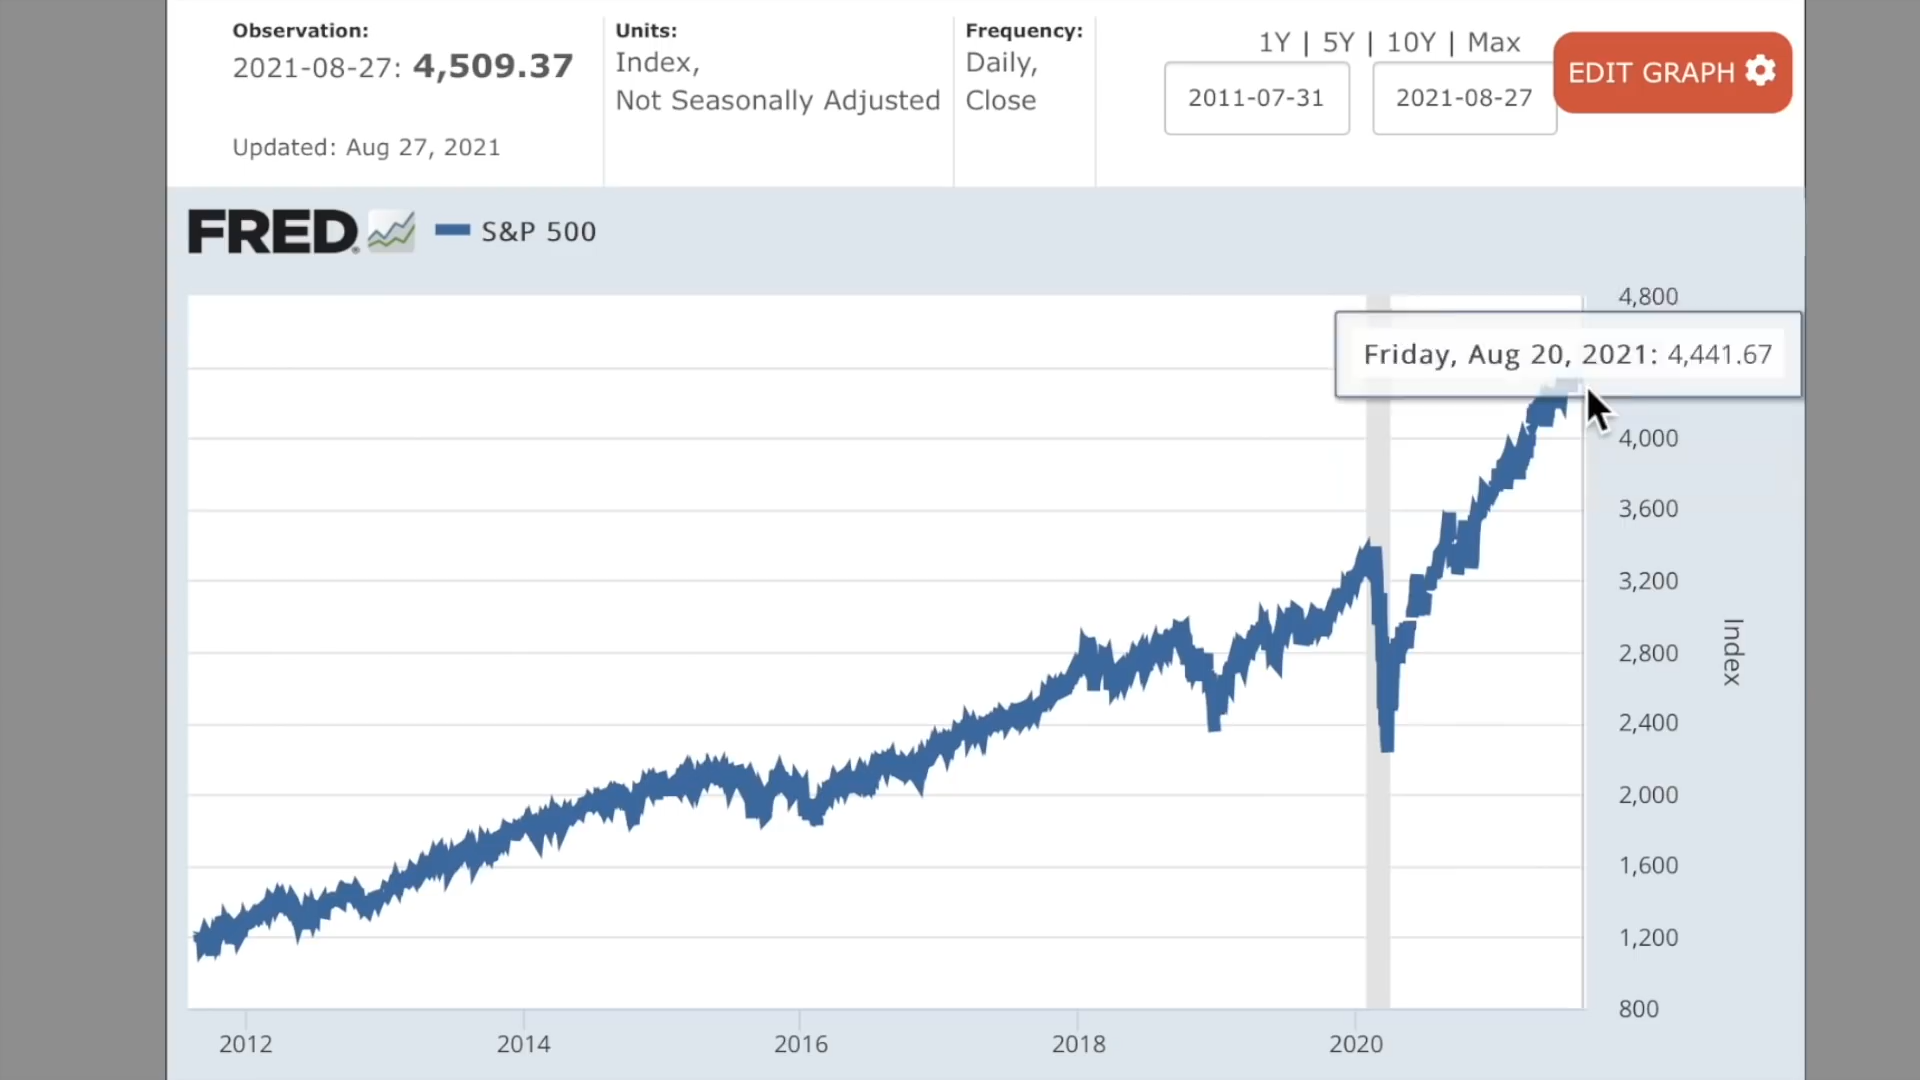 Observation:
2021-08-27: 4,509.37
Updated: Aug 27, 2021
Units:
Index,
Not Seasonally Adjusted
Frequency:
Daily,
Close
1Y | 5Y | 10Y | Max
2011-07-31
2021-08-27
EDIT GRAPH
FRED
S&P 500
Friday, Aug 20, 2021: 4,441.67
4,800
4,000
3,600
3,200
2,800
2,400
2,000
1,600
1,200
800
Index
2012
2014
2016
2018
2020